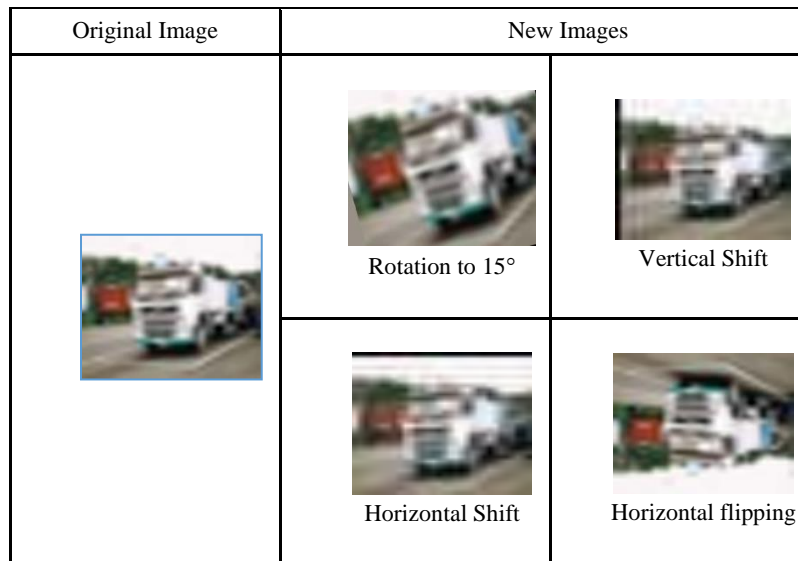 Original Image
New Images
Rotation to 15°
Vertical Shift
Horizontal Shift
Horizontal flipping